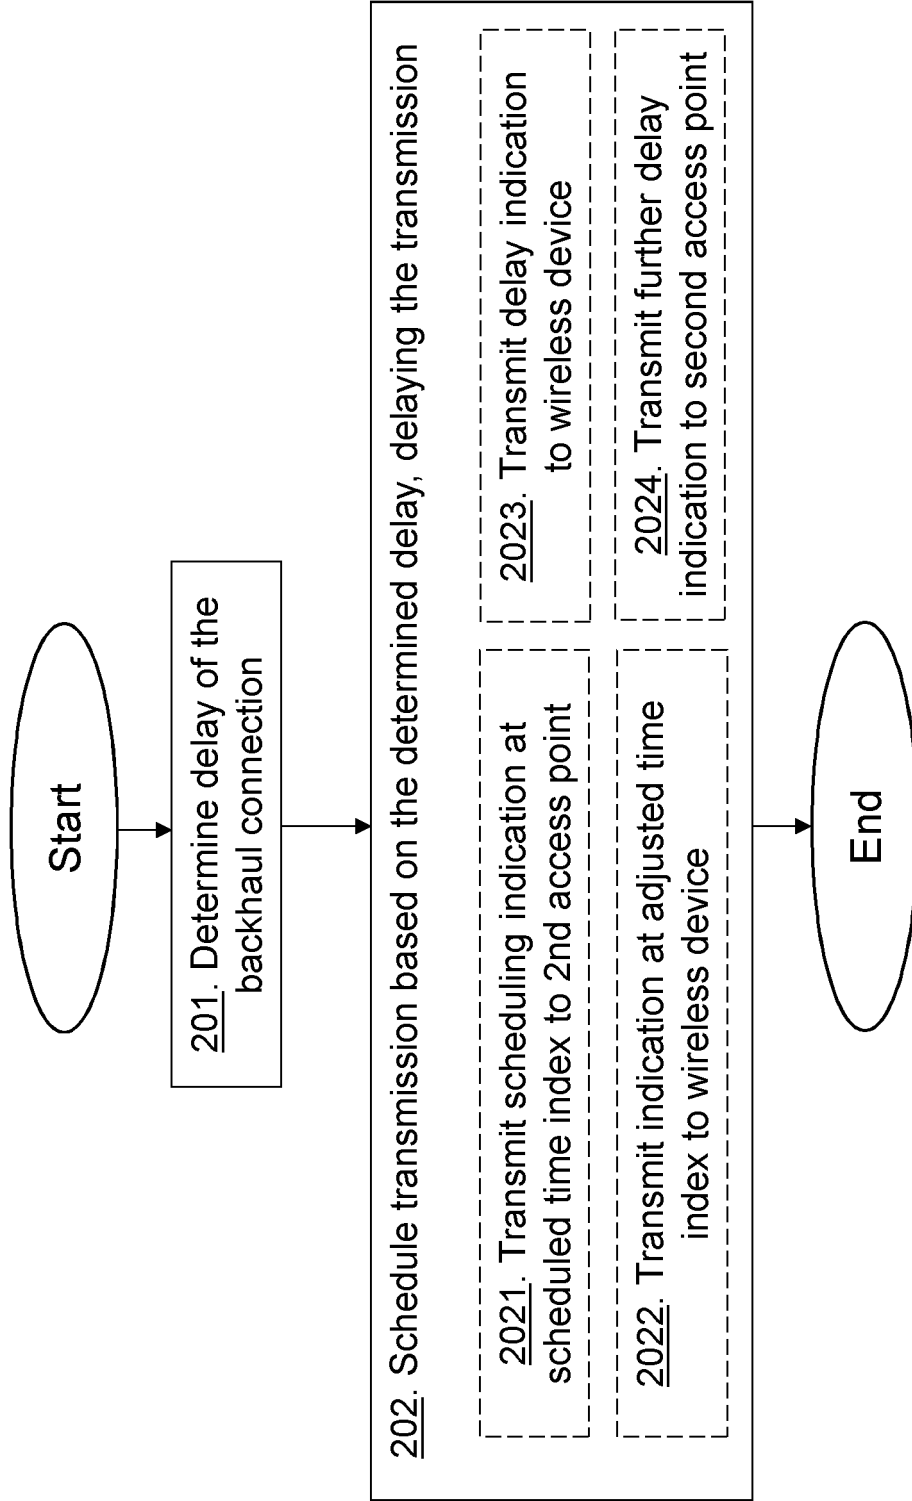 Start
201. Determine delay of the
backhaul connection
202. Schedule transmission based on the determined delay, delaying the transmission
2021. Transmit scheduling indication at
scheduled time index to 2nd access point
2023. Transmit delay indication
to wireless device
2022. Transmit indication at adjusted time
index to wireless device
2024. Transmit further delay
indication to second access point
End